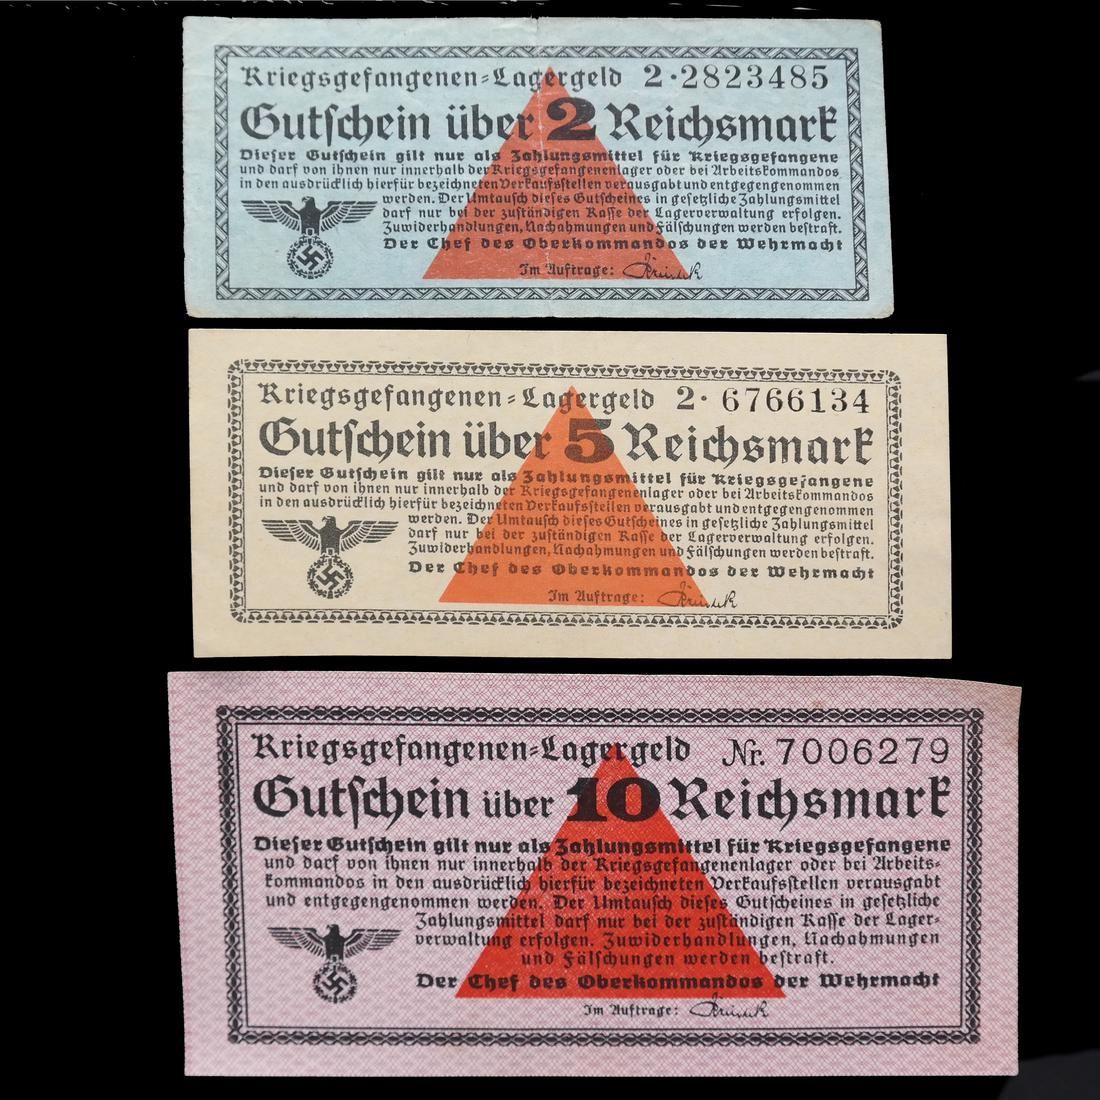 Kriegsgefangenen-Lagergeld 2·2823485
Gutschein über 2 Reichsmark
Dieser Gutschein gilt nur als Zahlungsmittel für Kriegsgefangene
und darf von ihnen nur innerhalb der Kriegsgefangenenlager oder bei Arbeitskommandos
in den ausdrücklich hierfür bezeichneten Verkaufsstellen verausgabt und entgegengenommen
werden. Der Umtausch dieses Gutscheines in gesetzliche Zahlungsmittel
darf nur bei der zuständigen Kasse der Lagerverwaltung erfolgen.
Zuwiderhandlungen, Nachahmungen und Fälschungen werden bestraft.
Der Chef des Oberkommandos der Wehrmacht
Im Auftrage:
Kriegsgefangenen-Lagergeld 2·6766134
Gutschein über 5 Reichsmark
Dieser Gutschein gilt nur als Zahlungsmittel für Kriegsgefangene
und darf von ihnen nur innerhalb der Kriegsgefangenenlager oder bei Arbeitskommandos
in den ausdrücklich hierfür bezeichneten Verkaufsstellen verausgabt und entgegengenommen
werden. Der Umtausch dieses Gutscheines in gesetzliche Zahlungsmittel
darf nur bei der zuständigen Kasse der Lagerverwaltung erfolgen.
Zuwiderhandlungen, Nachahmungen und Fälschungen werden bestraft.
Der Chef des Oberkommandos der Wehrmacht
Im Auftrage:
Kriegsgefangenen-Lagergeld Nr. 7006279
Gutschein über 10 Reichsmark
Dieser Gutschein gilt nur als Zahlungsmittel für Kriegsgefangene
und darf von ihnen nur innerhalb der Kriegsgefangenenlager oder bei Arbeits-
kommandos in den ausdrücklich hierfür bezeichneten Verkaufsstellen verausgabt
und entgegengenommen werden. Der Umtausch dieses Gutscheines in gesetzliche
Zahlungsmittel darf nur bei der zuständigen Kasse der Lager-
verwaltung erfolgen. Zuwiderhandlungen, Nachahmungen
und Fälschungen werden bestraft.
Der Chef des Oberkommandos der Wehrmacht
Im Auftrage: